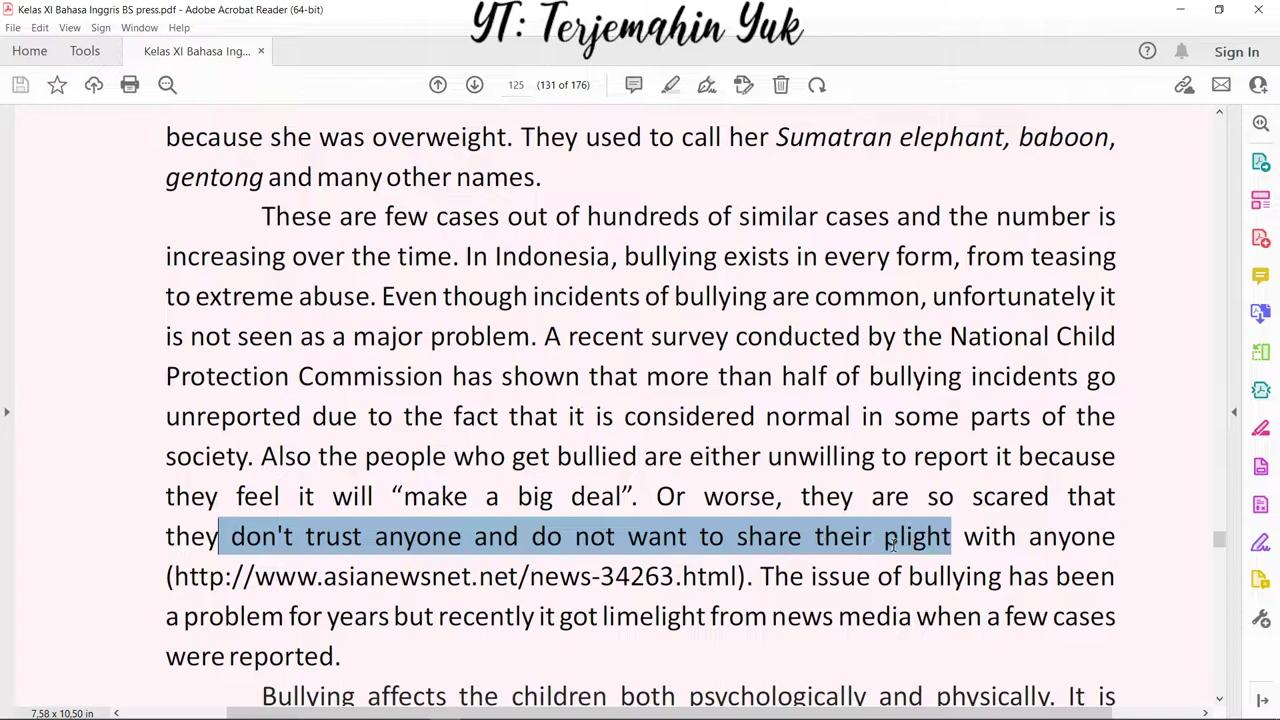 Kelas XI Bahasa Inggris BS press.pdf - Adobe Acrobat Reader (64-bit)
YT: Terjemahin Yuk
File Edit View Sign Window Help
Home Tools Kelas XI Bahasa Ing... × Sign In
125 (131 of 176)
because she was overweight. They used to call her Sumatran elephant, baboon,
gentong and many other names.
These are few cases out of hundreds of similar cases and the number is
increasing over the time. In Indonesia, bullying exists in every form, from teasing
to extreme abuse. Even though incidents of bullying are common, unfortunately it
is not seen as a major problem. A recent survey conducted by the National Child
Protection Commission has shown that more than half of bullying incidents go
unreported due to the fact that it is considered normal in some parts of the
society. Also the people who get bullied are either unwilling to report it because
they feel it will “make a big deal”. Or worse, they are so scared that
they don't trust anyone and do not want to share their plight with anyone
(http://www.asianewsnet.net/news-34263.html). The issue of bullying has been
a problem for years but recently it got limelight from news media when a few cases
were reported.
Bullying affects the children both psychologically and physically. It is
7,58 x 10,50 in